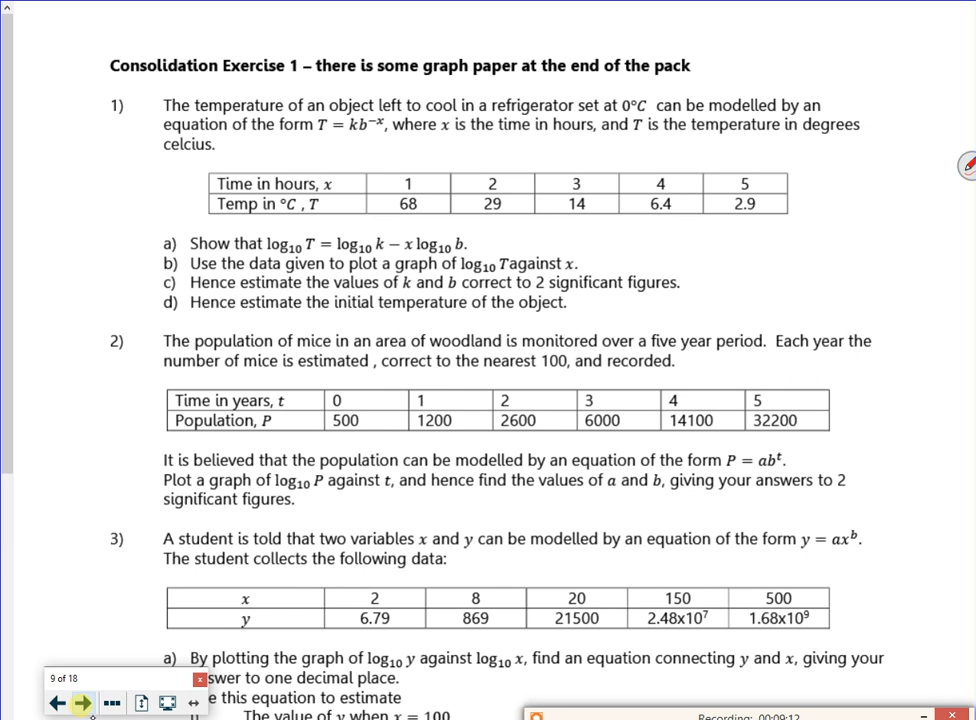 Consolidation Exercise 1 – there is some graph paper at the end of the pack
1) The temperature of an object left to cool in a refrigerator set at 0°C can be modelled by an
equation of the form T = kb⁻ˣ, where x is the time in hours, and T is the temperature in degrees
celcius.
Time in hours, x 1 2 3 4 5
Temp in °C , T 68 29 14 6.4 2.9
a) Show that log₁₀ T = log₁₀ k − x log₁₀ b.
b) Use the data given to plot a graph of log₁₀ Tagainst x.
c) Hence estimate the values of k and b correct to 2 significant figures.
d) Hence estimate the initial temperature of the object.
2) The population of mice in an area of woodland is monitored over a five year period. Each year the
number of mice is estimated , correct to the nearest 100, and recorded.
Time in years, t 0 1 2 3 4 5
Population, P 500 1200 2600 6000 14100 32200
It is believed that the population can be modelled by an equation of the form P = abᵗ.
Plot a graph of log₁₀ P against t, and hence find the values of a and b, giving your answers to 2
significant figures.
3) A student is told that two variables x and y can be modelled by an equation of the form y = axᵇ.
The student collects the following data:
x 2 8 20 150 500
y 6.79 869 21500 2.48x10⁷ 1.68x10⁹
a) By plotting the graph of log₁₀ y against log₁₀ x, find an equation connecting y and x, giving your
swer to one decimal place.
e this equation to estimate
The value of y when x = 100
9 of 18
Recording: 00:09:12